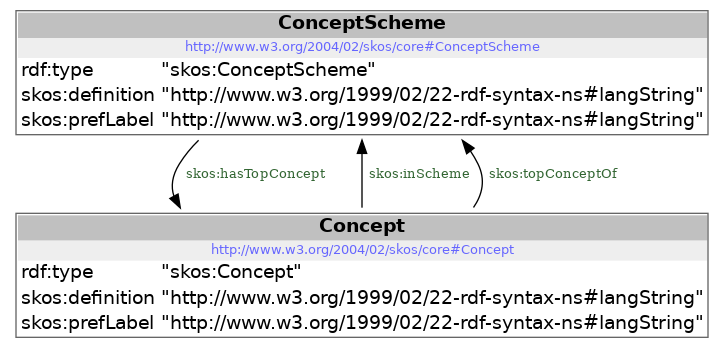 ConceptScheme
http://www.w3.org/2004/02/skos/core#ConceptScheme
rdf:type "skos:ConceptScheme"
skos:definition "http://www.w3.org/1999/02/22-rdf-syntax-ns#langString"
skos:prefLabel "http://www.w3.org/1999/02/22-rdf-syntax-ns#langString"
skos:hasTopConcept skos:inScheme skos:topConceptOf
Concept
http://www.w3.org/2004/02/skos/core#Concept
rdf:type "skos:Concept"
skos:definition "http://www.w3.org/1999/02/22-rdf-syntax-ns#langString"
skos:prefLabel "http://www.w3.org/1999/02/22-rdf-syntax-ns#langString"